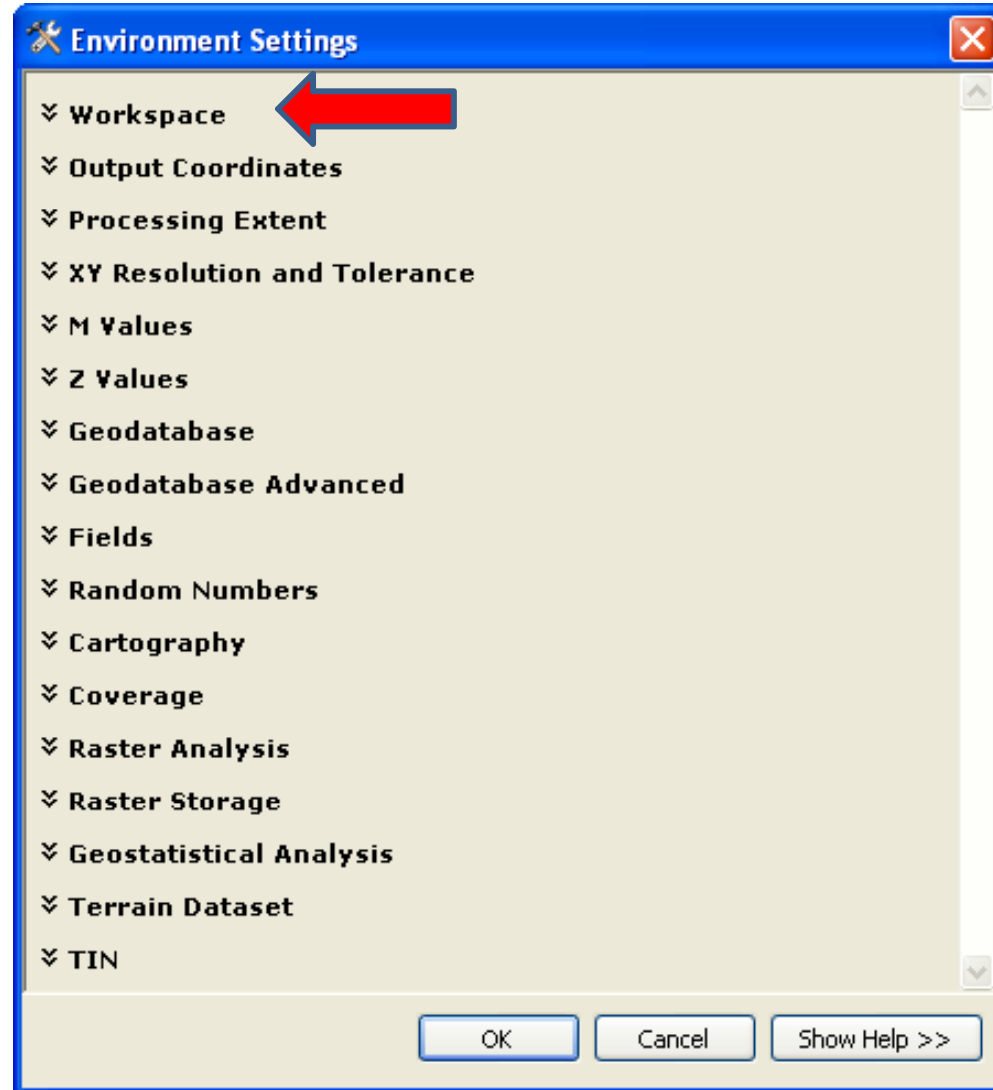 Environment Settings
Workspace
Output Coordinates
Processing Extent
XY Resolution and Tolerance
M Values
Z Values
Geodatabase
Geodatabase Advanced
Fields
Random Numbers
Cartography
Coverage
Raster Analysis
Raster Storage
Geostatistical Analysis
Terrain Dataset
TIN
OK Cancel Show Help >>